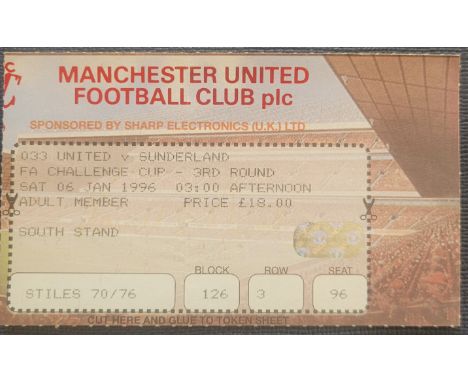 MANCHESTER UNITED
FOOTBALL CLUB plc
SPONSORED BY SHARP ELECTRONICS (U.K.) LTD
033 UNITED V SUNDERLAND
FA CHALLENGE CUP - 3RD ROUND
SAT 06 JAN 1996 03:00 AFTERNOON
ADULT MEMBER PRICE £18.00
SOUTH STAND
BLOCK ROW SEAT
STILES 70/76 126 3 96
CUT HERE AND GLUE TO TOKEN SHEET